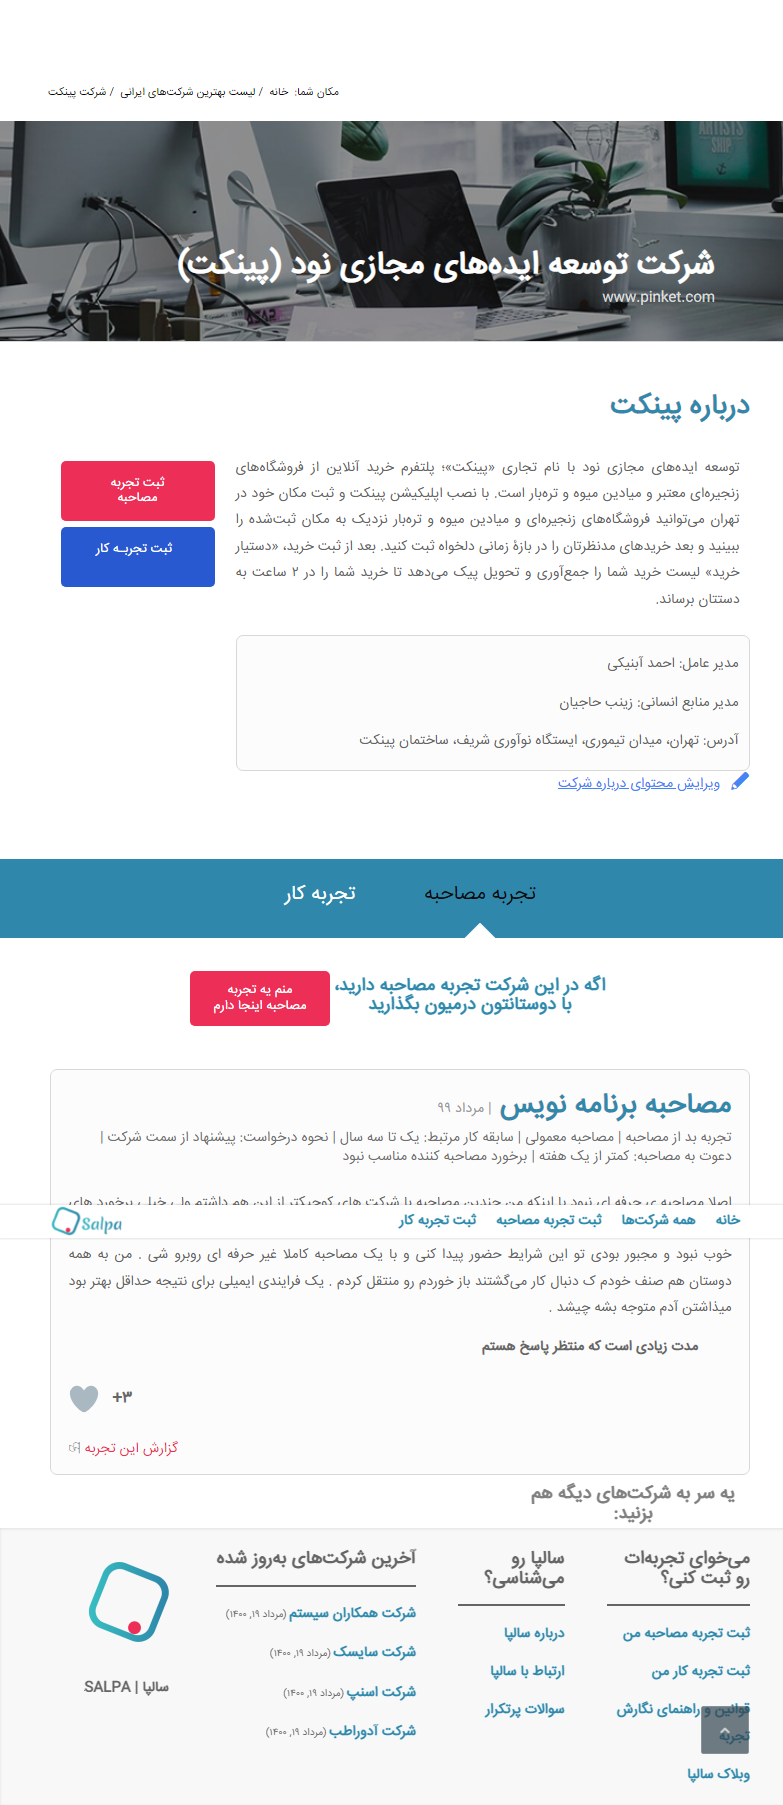 مکان شما: خانه / لیست بهترین شرکت‌های ایرانی / شرکت پینکت
ARTISTS
SHIP
شرکت توسعه ایده‌های مجازی نود (پینکت)
www.pinket.com
درباره پینکت
توسعه ایده‌های مجازی نود با نام تجاری «پینکت»؛ پلتفرم خرید آنلاین از فروشگاه‌های
زنجیره‌ای معتبر و میادین میوه و تره‌بار است. با نصب اپلیکیشن پینکت و ثبت مکان خود در
تهران می‌توانید فروشگاه‌های زنجیره‌ای و میادین میوه و تره‌بار نزدیک به مکان ثبت‌شده را
ببینید و بعد خریدهای مدنظرتان را در بازهٔ زمانی دلخواه ثبت کنید. بعد از ثبت خرید، «دستیار
خرید» لیست خرید شما را جمع‌آوری و تحویل پیک می‌دهد تا خرید شما را در ۲ ساعت به
دستتان برساند.
ثبت تجربه
مصاحبه
ثبت تجربـه کار
مدیر عامل: احمد آبنیکی
مدیر منابع انسانی: زینب حاجیان
آدرس: تهران، میدان تیموری، ایستگاه نوآوری شریف، ساختمان پینکت
ویرایش محتوای درباره شرکت
تجربه مصاحبه
تجربه کار
اگه در این شرکت تجربه مصاحبه دارید،
با دوستانتون درمیون بگذارید
منم یه تجربه
مصاحبه اینجا دارم
مصاحبه برنامه نویس | مرداد ۹۹
تجربه بد از مصاحبه | مصاحبه معمولی | سابقه کار مرتبط: یک تا سه سال | نحوه درخواست: پیشنهاد از سمت شرکت |
دعوت به مصاحبه: کمتر از یک هفته | برخورد مصاحبه کننده مناسب نبود
اصلا مصاحبه ی حرفه ای نبود با اینکه من چندین مصاحبه با شرکت های کوچیکتر از این هم داشتم ولی خیلی برخورد های
خانه
همه شرکت‌ها
ثبت تجربه مصاحبه
ثبت تجربه کار
Salpa
خوب نبود و مجبور بودی تو این شرایط حضور پیدا کنی و با یک مصاحبه کاملا غیر حرفه ای روبرو شی . من به همه
دوستان هم صنف خودم ک دنبال کار می‌گشتند باز خوردم رو منتقل کردم . یک فرایندی ایمیلی برای نتیجه حداقل بهتر بود
میذاشتن آدم متوجه بشه چیشد .
مدت زیادی است که منتظر پاسخ هستم
+۳
گزارش این تجربه
یه سر به شرکت‌های دیگه هم
بزنید:
می‌خوای تجربه‌ات
رو ثبت کنی؟
ثبت تجربه مصاحبه من
ثبت تجربه کار من
قوانین و راهنمای نگارش
تجربه
وبلاک سالپا
سالپا رو
می‌شناسی؟
درباره سالپا
ارتباط با سالپا
سوالات پرتکرار
آخرین شرکت‌های به‌روز شده
شرکت همکاران سیستم (مرداد ۱۹, ۱۴۰۰)
شرکت سایسک (مرداد ۱۹, ۱۴۰۰)
شرکت اسنپ (مرداد ۱۹, ۱۴۰۰)
شرکت آدوراطب (مرداد ۱۹, ۱۴۰۰)
سالپا | SALPA